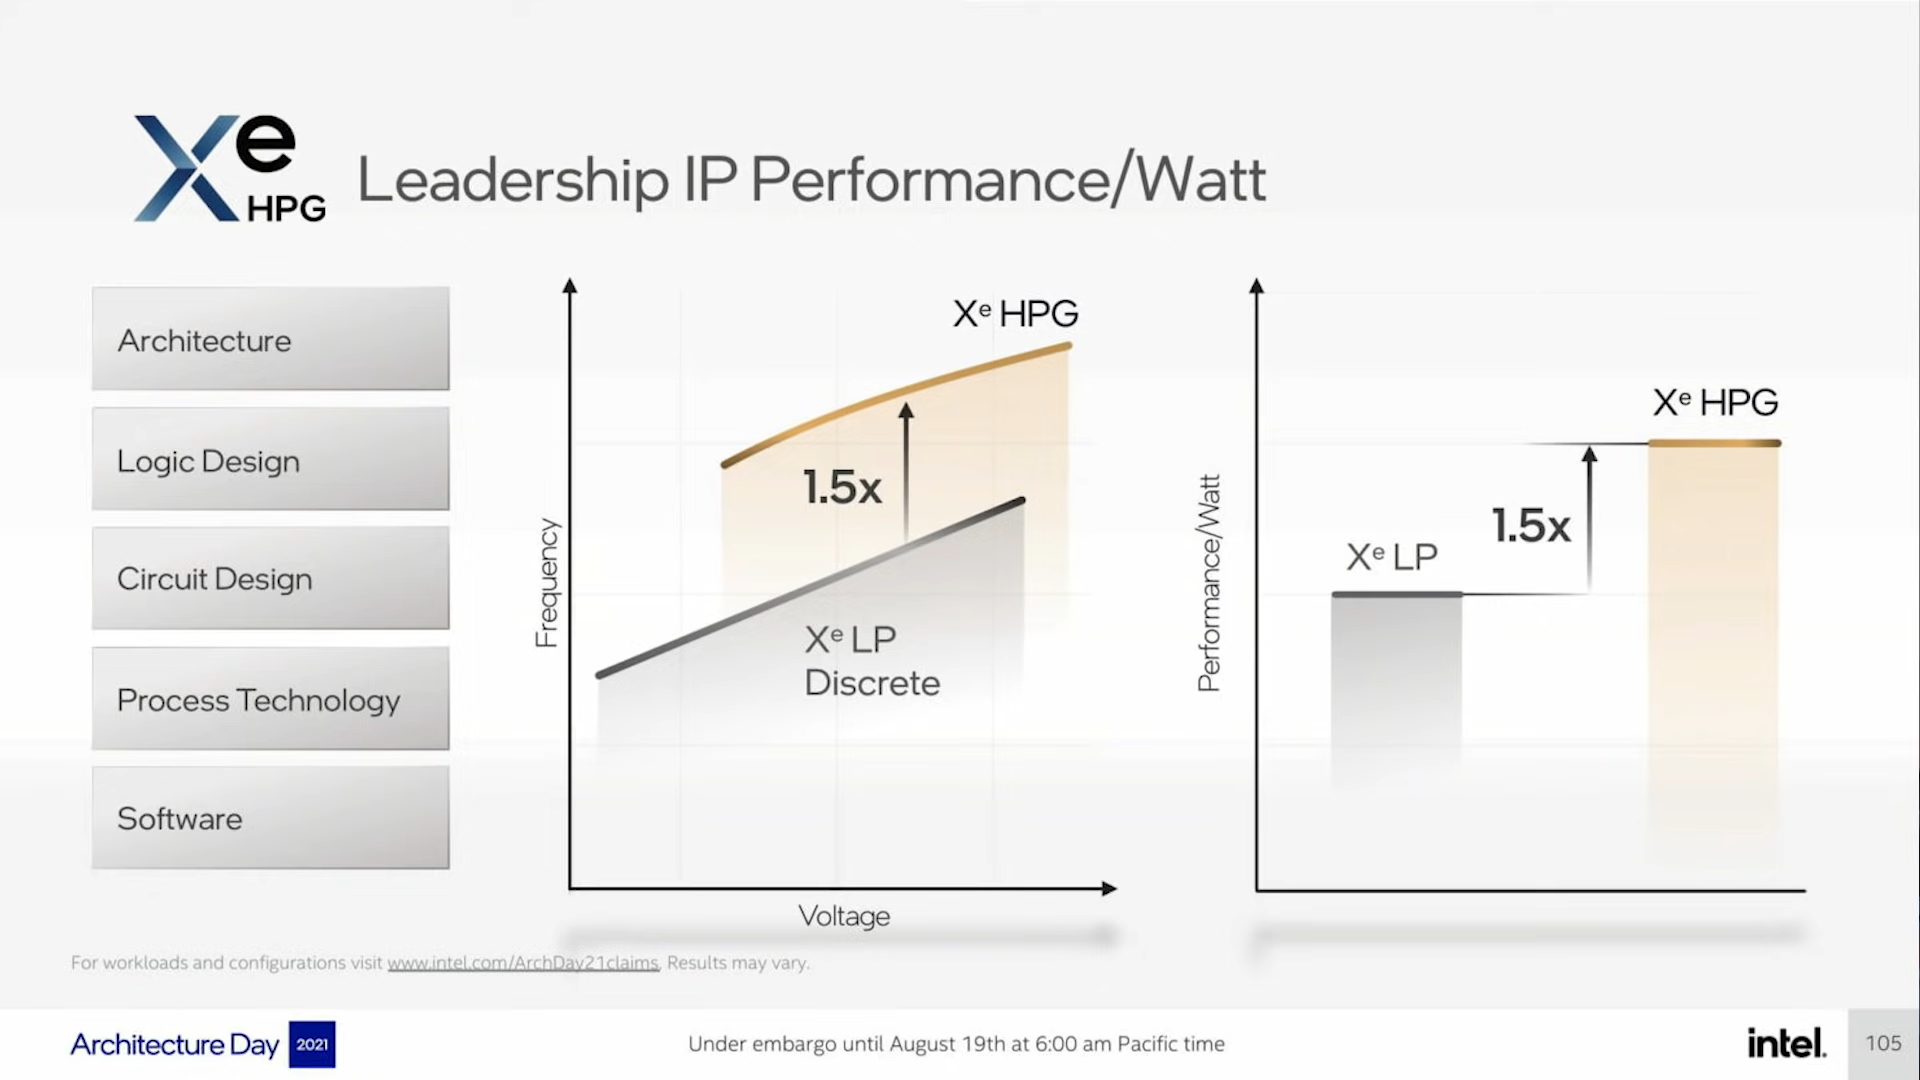 Xe HPG
Leadership IP Performance/Watt
Architecture
Logic Design
Circuit Design
Process Technology
Software
Frequency
Xe HPG
1.5x
Xe LP
Discrete
Voltage
Performance/Watt
Xe HPG
1.5x
Xe LP
For workloads and configurations visit www.intel.com/ArchDay21claims. Results may vary.
Architecture Day 2021
Under embargo until August 19th at 6:00 am Pacific time
intel.
105